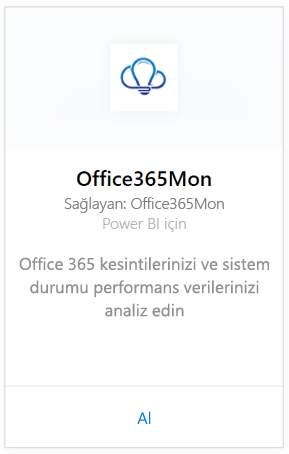 Office365Mon
Sağlayan: Office365Mon
Power BI için
Office 365 kesintilerinizi ve sistem
durumu performans verilerinizi
analiz edin
Al